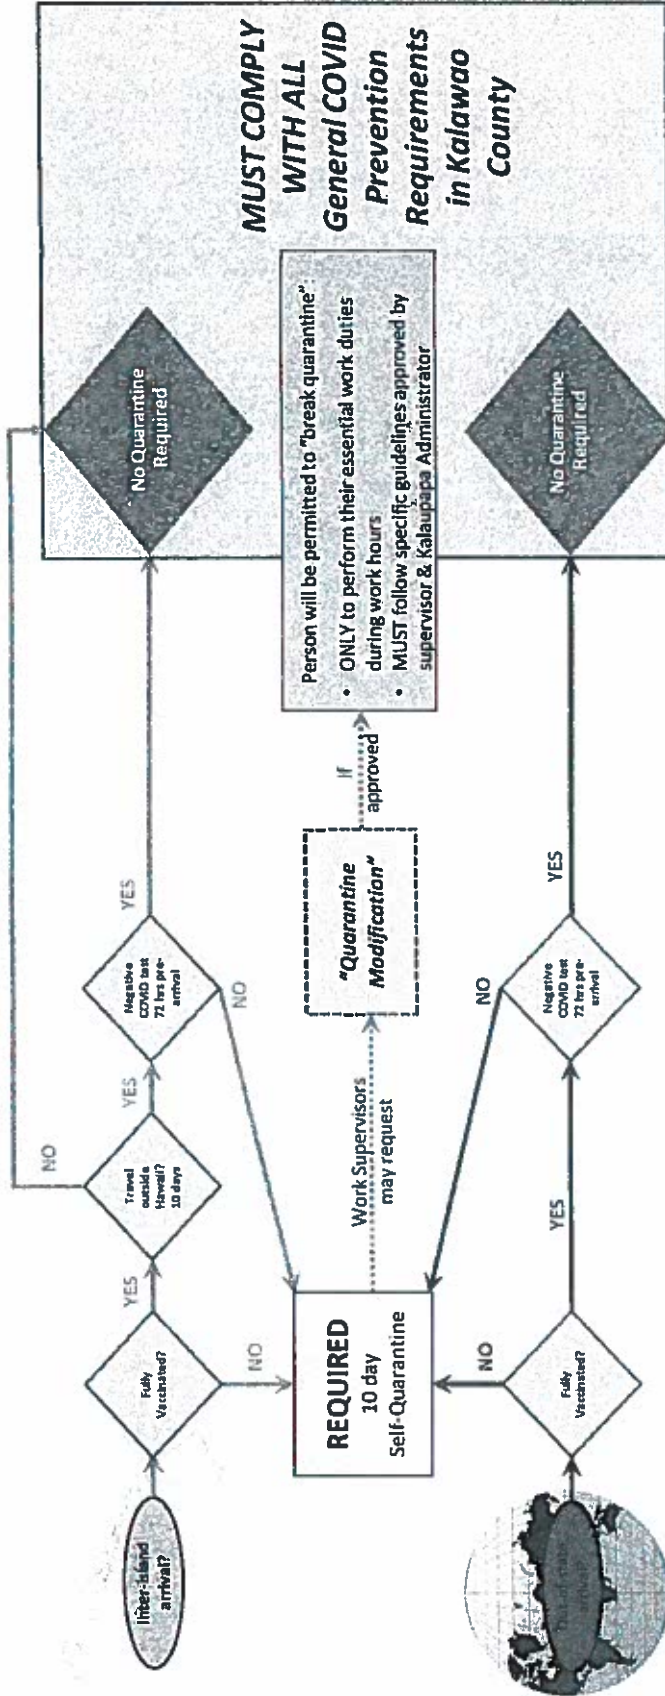 Inter-Island
arrival?
Fully
Vaccinated?
YES
NO
Travel
outside
Hawaii?
10 days
NO
YES
Negative
COVID test
72 hrs pre-
arrival
YES
NO
No Quarantine
Required
REQUIRED
10 day
Self-Quarantine
Work Supervisors
may request
"Quarantine
Modification"
If
approved
Person will be permitted to "break quarantine":
• ONLY to perform their essential work duties
during work hours
• MUST follow specific guidelines approved by
supervisor & Kalaupapa Administrator
MUST COMPLY
WITH ALL
General COVID
Prevention
Requirements
in Kalawao
County
Fully
Vaccinated?
NO
YES
Negative
COVID test
72 hrs pre-
arrival
NO
YES
No Quarantine
Required